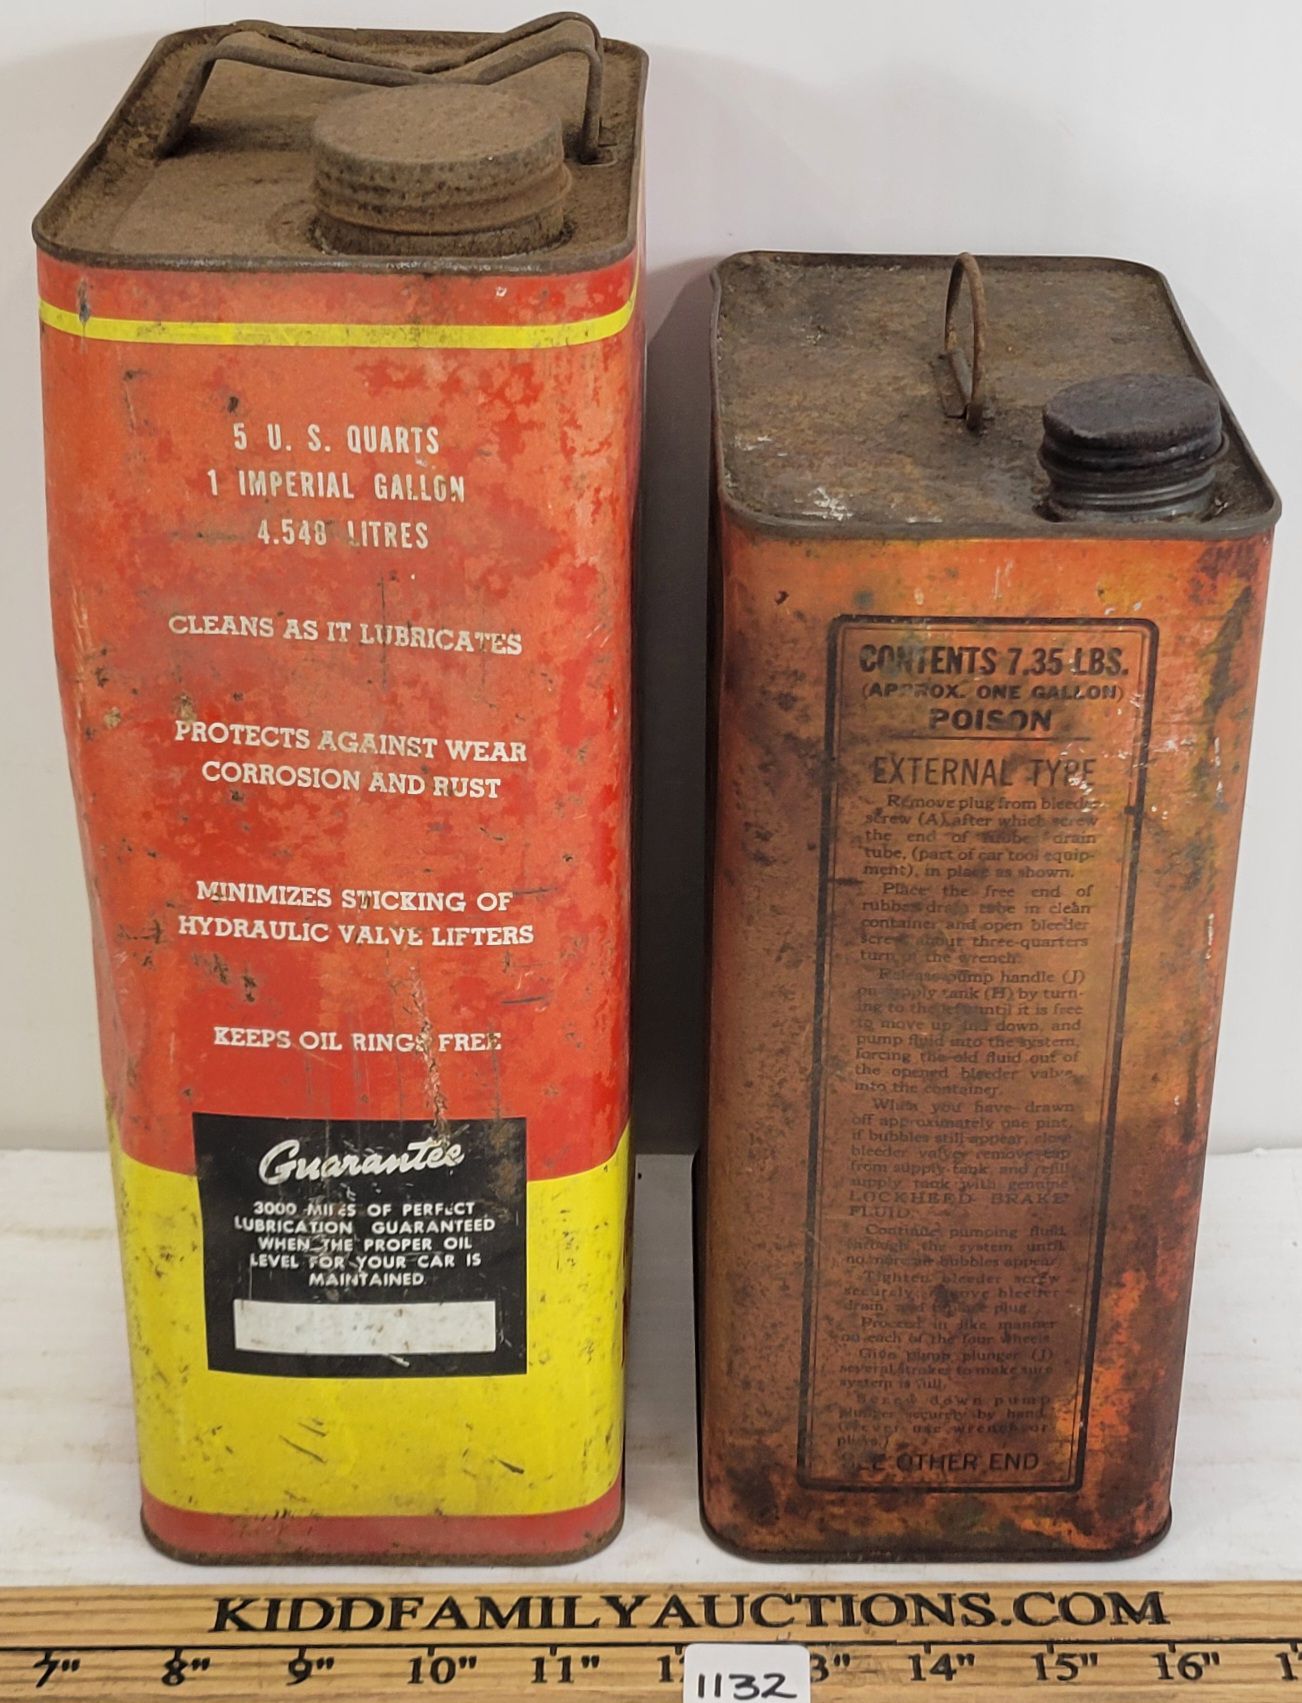 5 U. S. QUARTS
1 IMPERIAL GALLON
4.548 LITRES
CLEANS AS IT LUBRICATES
PROTECTS AGAINST WEAR
CORROSION AND RUST
MINIMIZES STICKING OF
HYDRAULIC VALVE LIFTERS
KEEPS OIL RINGS FREE
Guarantee
3000 MILES OF PERFECT
LUBRICATION GUARANTEED
WHEN THE PROPER OIL
LEVEL FOR YOUR CAR IS
MAINTAINED
CONTENTS 7.35 LBS.
(APPROX. ONE GALLON)
POISON
EXTERNAL TYPE
Remove plug from bleeder
screw (A) after which screw
the end of drain
tube, (part of car tool equip-
ment), in place as shown.
Place the free end of
rubber drain tube in clean
container and open bleeder
screw about three-quarters
turn of the wrench.
Release pump handle (J)
on supply tank (H) by turn-
ing to the left until it is free
to move up and down, and
pump fluid into the system,
forcing the old fluid out of
the opened bleeder valve
into the container.
When you have drawn
off approximately one pint,
if bubbles still appear, close
bleeder valve, remove cap
from supply tank, and refill
supply tank with genuine
LOCKHEED BRAKE
FLUID.
Continue pumping fluid
through the system until
no more air bubbles appear.
Tighten bleeder screw
securely, remove bleeder
drain, and replace plug.
Proceed in like manner
on each of the four wheels.
Give pump plunger (J)
several strokes to make sure
system is full.
Screw down pump
plunger securely by hand.
(Never use wrench or
pliers.)
SEE OTHER END
KIDDFAMILYAUCTIONS.COM
7" 8" 9" 10" 11" 3" 14" 15" 16"
1132